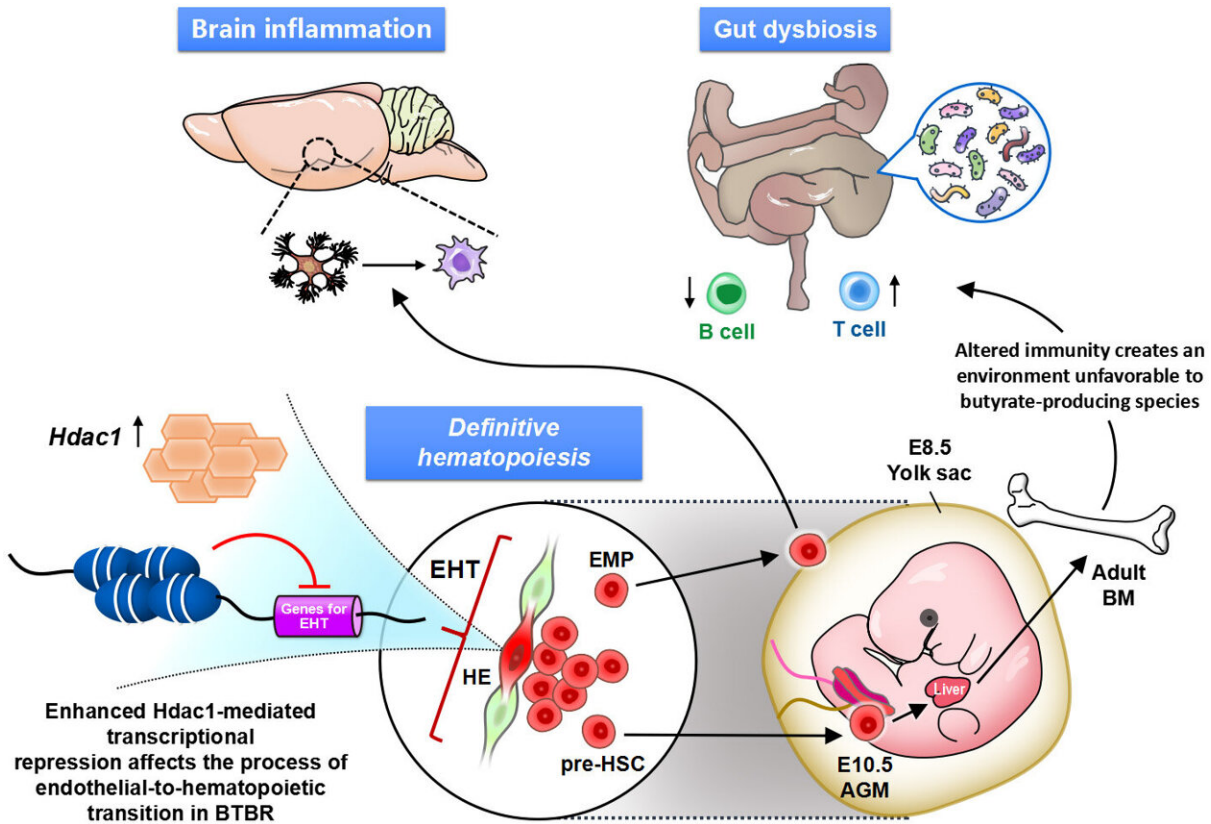 Brain inflammation
Gut dysbiosis
B cell
T cell
Altered immunity creates an
environment unfavorable to
butyrate-producing species
Hdac1
Definitive
hematopoiesis
E8.5
Yolk sac
EHT
EMP
Adult
BM
Genes for
EHT
HE
Liver
pre-HSC
E10.5
AGM
Enhanced Hdac1-mediated
transcriptional
repression affects the process of
endothelial-to-hematopoietic
transition in BTBR